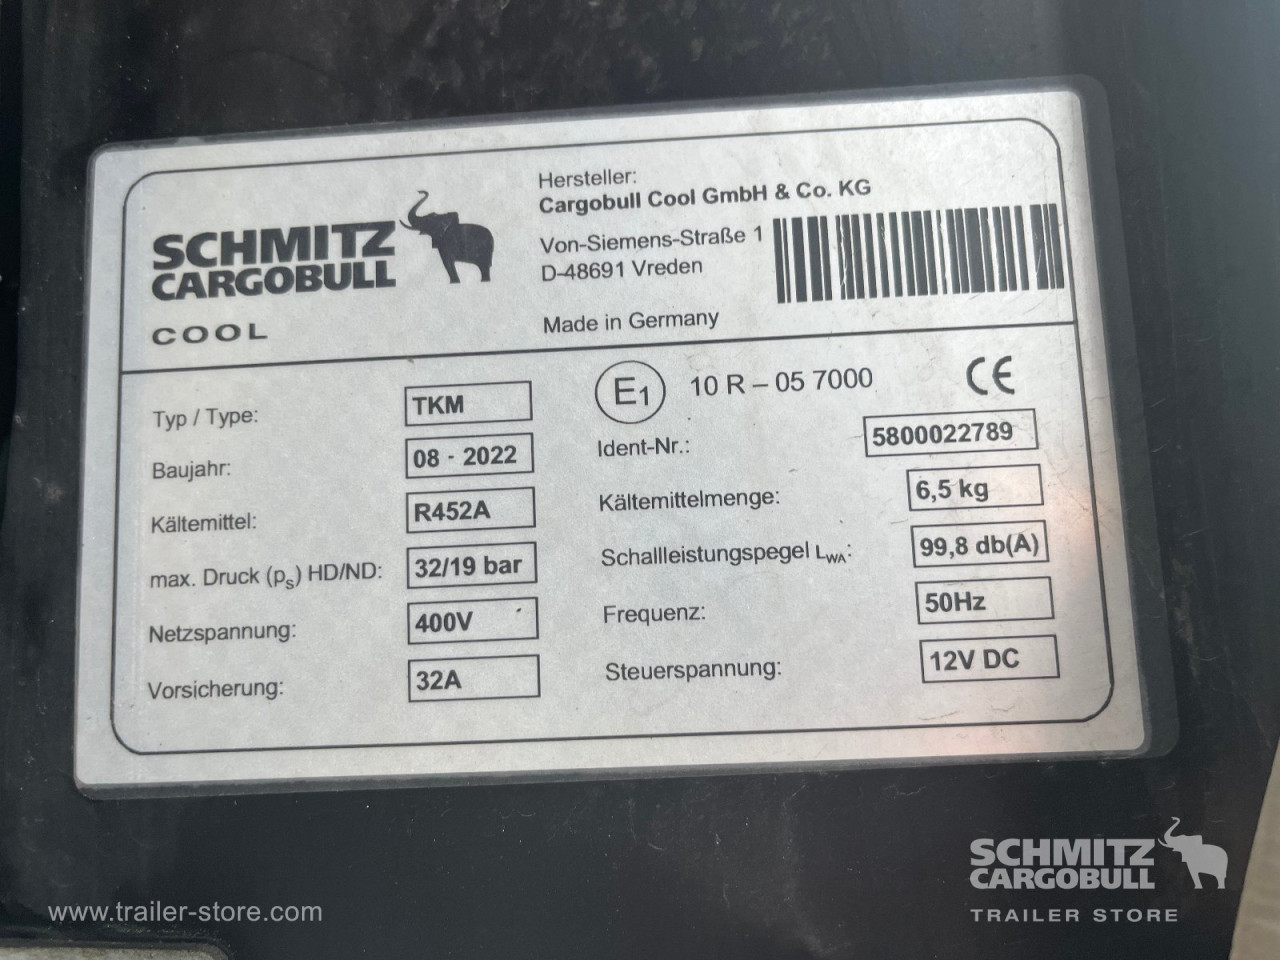 SCHMITZ
CARGOBULL
COOL
Hersteller:
Cargobull Cool GmbH & Co. KG
Von-Siemens-Straße 1
D-48691 Vreden
Made in Germany
Typ / Type: TKM
Baujahr: 08 - 2022
Kältemittel: R452A
max. Druck (ps) HD/ND: 32/19 bar
Netzspannung: 400V
Vorsicherung: 32A
E1 10 R – 05 7000 CE
Ident-Nr.: 5800022789
Kältemittelmenge: 6,5 kg
Schallleistungspegel LWA: 99,8 db(A)
Frequenz: 50Hz
Steuerspannung: 12V DC
www.trailer-store.com
SCHMITZ
CARGOBULL
TRAILER STORE